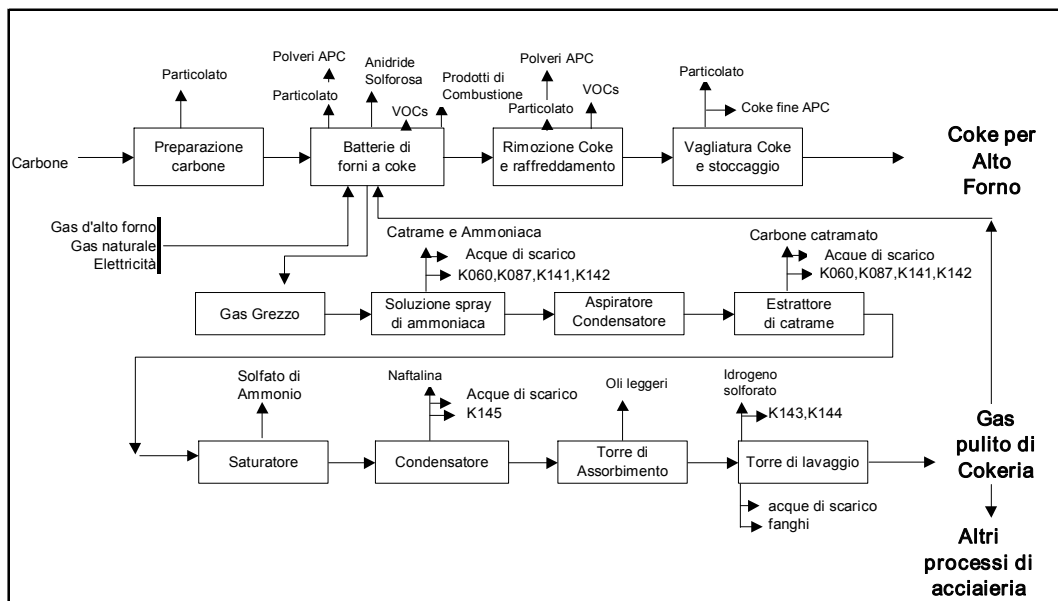 Polveri APC
Anidride
Solforosa
Polveri APC
Particolato
Prodotti di
Combustione
Particolato
Particolato
VOCs
VOCs
Particolato
Coke fine APC
Carbone
Preparazione
carbone
Batterie di
forni a coke
Rimozione Coke
e raffreddamento
Vagliatura Coke
e stoccaggio
Coke per
Alto
Forno
Gas d'alto forno
Gas naturale
Elettricità
Catrame e Ammoniaca
Acque di scarico
K060,K087,K141,K142
Carbone catramato
Acque di scarico
K060,K087,K141,K142
Gas Grezzo
Soluzione spray
di ammoniaca
Aspiratore
Condensatore
Estrattore
di catrame
Solfato di
Ammonio
Naftalina
Acque di scarico
K145
Oli leggeri
Idrogeno
solforato
K143,K144
Saturatore
Condensatore
Torre di
Assorbimento
Torre di lavaggio
Gas
pulito di
Cokeria
acque di scarico
fanghi
Altri
processi di
acciaieria